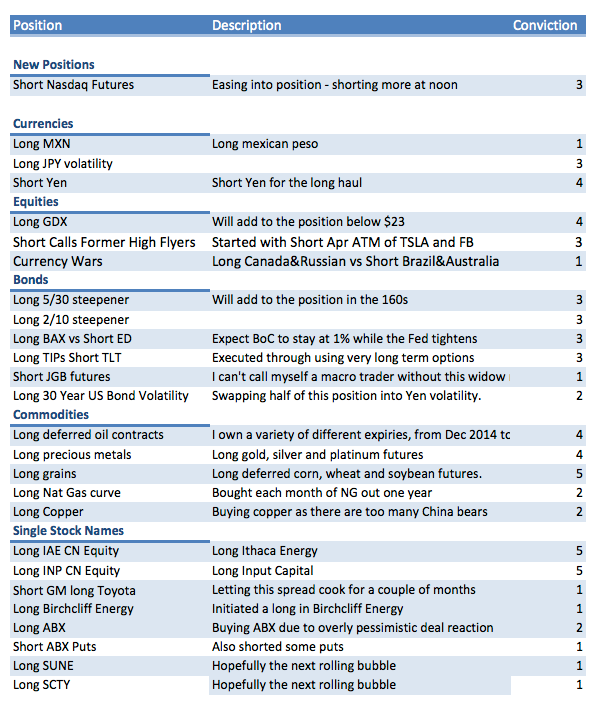 Position Description Conviction
New Positions
Short Nasdaq Futures Easing into position - shorting more at noon 3
Currencies
Long MXN Long mexican peso 1
Long JPY volatility 3
Short Yen Short Yen for the long haul 4
Equities
Long GDX Will add to the position below $23 4
Short Calls Former High Flyers Started with Short Apr ATM of TSLA and FB 3
Currency Wars Long Canada&Russian vs Short Brazil&Australia 1
Bonds
Long 5/30 steepener Will add to the position in the 160s 3
Long 2/10 steepener 3
Long BAX vs Short ED Expect BoC to stay at 1% while the Fed tightens 3
Long TIPs Short TLT Executed through using very long term options 3
Short JGB futures I can't call myself a macro trader without this widow 1
Long 30 Year US Bond Volatility Swapping half of this position into Yen volatility. 2
Commodities
Long deferred oil contracts I own a variety of different expiries, from Dec 2014 to 4
Long precious metals Long gold, silver and platinum futures 4
Long grains Long deferred corn, wheat and soybean futures. 5
Long Nat Gas curve Bought each month of NG out one year 2
Long Copper Buying copper as there are too many China bears 2
Single Stock Names
Long IAE CN Equity Long Ithaca Energy 5
Long INP CN Equity Long Input Capital 5
Short GM long Toyota Letting this spread cook for a couple of months 1
Long Birchcliff Energy Initiated a long in Birchcliff Energy 1
Long ABX Buying ABX due to overly pessimistic deal reaction 2
Short ABX Puts Also shorted some puts 1
Long SUNE Hopefully the next rolling bubble 1
Long SCTY Hopefully the next rolling bubble 1